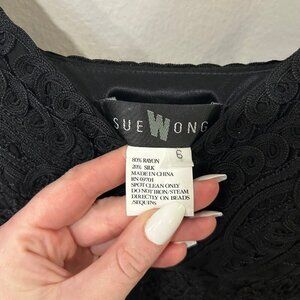 SUE WONG
6
80% RAYON
20% SILK
MADE IN CHINA
RN 09701
SPOT CLEAN ONLY
DO NOT IRON/STEAM
DIRECTLY ON BEADS
/SEQUINS